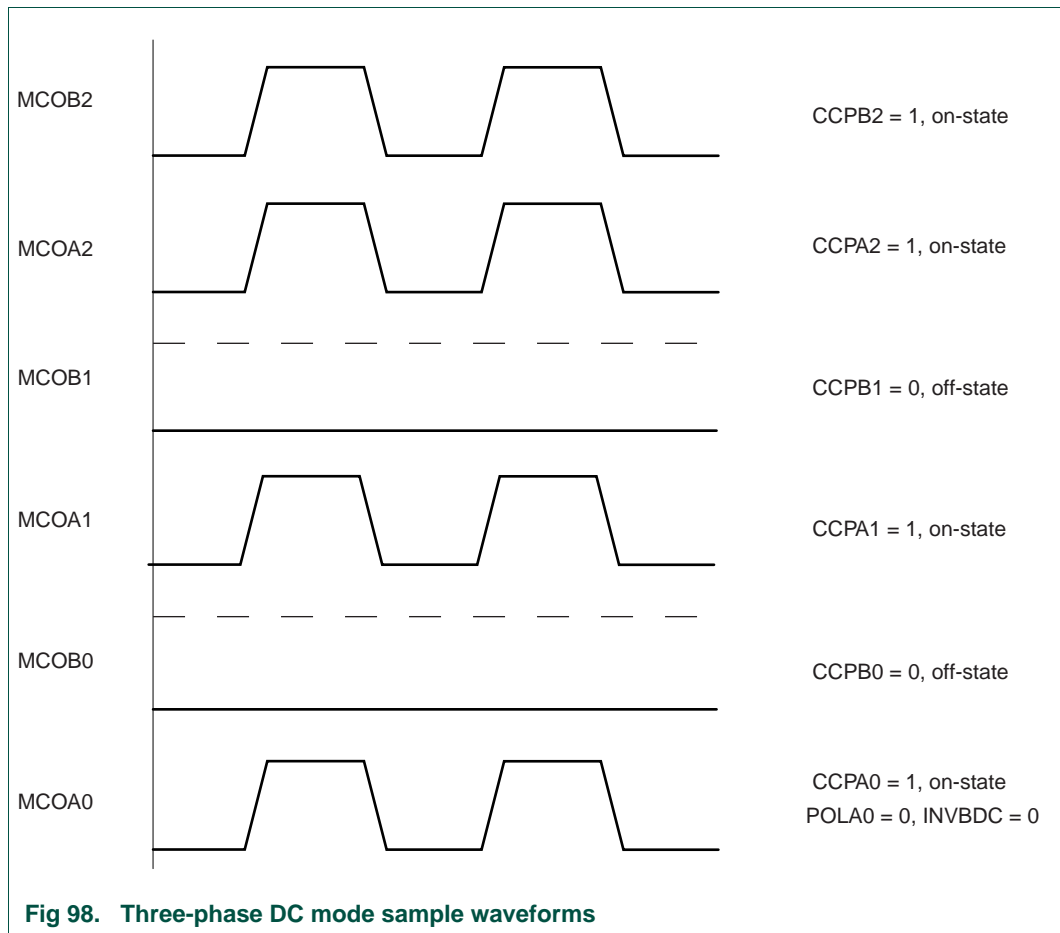 MCOB2
CCPB2 = 1, on-state
MCOA2
CCPA2 = 1, on-state
MCOB1
CCPB1 = 0, off-state
MCOA1
CCPA1 = 1, on-state
MCOB0
CCPB0 = 0, off-state
MCOA0
CCPA0 = 1, on-state
POLA0 = 0, INVBDC = 0
Fig 98. Three-phase DC mode sample waveforms